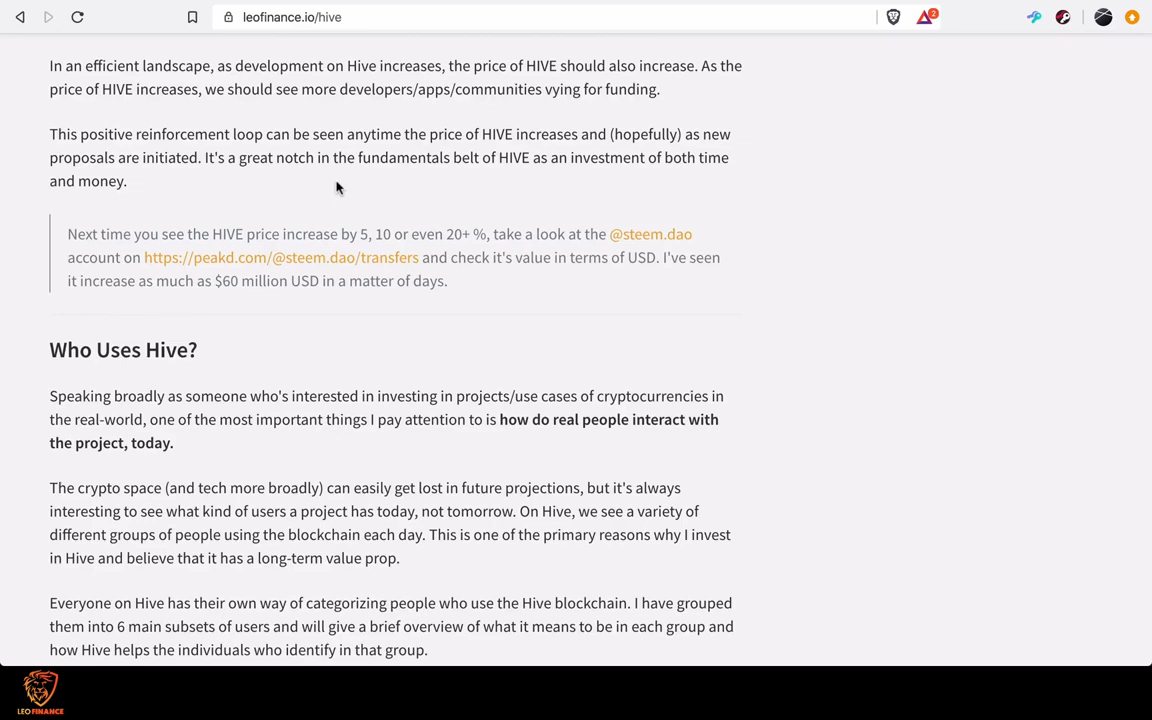 leofinance.io/hive
2
In an efficient landscape, as development on Hive increases, the price of HIVE should also increase. As the
price of HIVE increases, we should see more developers/apps/communities vying for funding.
This positive reinforcement loop can be seen anytime the price of HIVE increases and (hopefully) as new
proposals are initiated. It's a great notch in the fundamentals belt of HIVE as an investment of both time
and money.
Next time you see the HIVE price increase by 5, 10 or even 20+ %, take a look at the @steem.dao
account on https://peakd.com/@steem.dao/transfers and check it's value in terms of USD. I've seen
it increase as much as $60 million USD in a matter of days.
Who Uses Hive?
Speaking broadly as someone who's interested in investing in projects/use cases of cryptocurrencies in
the real-world, one of the most important things I pay attention to is how do real people interact with
the project, today.
The crypto space (and tech more broadly) can easily get lost in future projections, but it's always
interesting to see what kind of users a project has today, not tomorrow. On Hive, we see a variety of
different groups of people using the blockchain each day. This is one of the primary reasons why I invest
in Hive and believe that it has a long-term value prop.
Everyone on Hive has their own way of categorizing people who use the Hive blockchain. I have grouped
them into 6 main subsets of users and will give a brief overview of what it means to be in each group and
how Hive helps the individuals who identify in that group.
LEOFINANCE